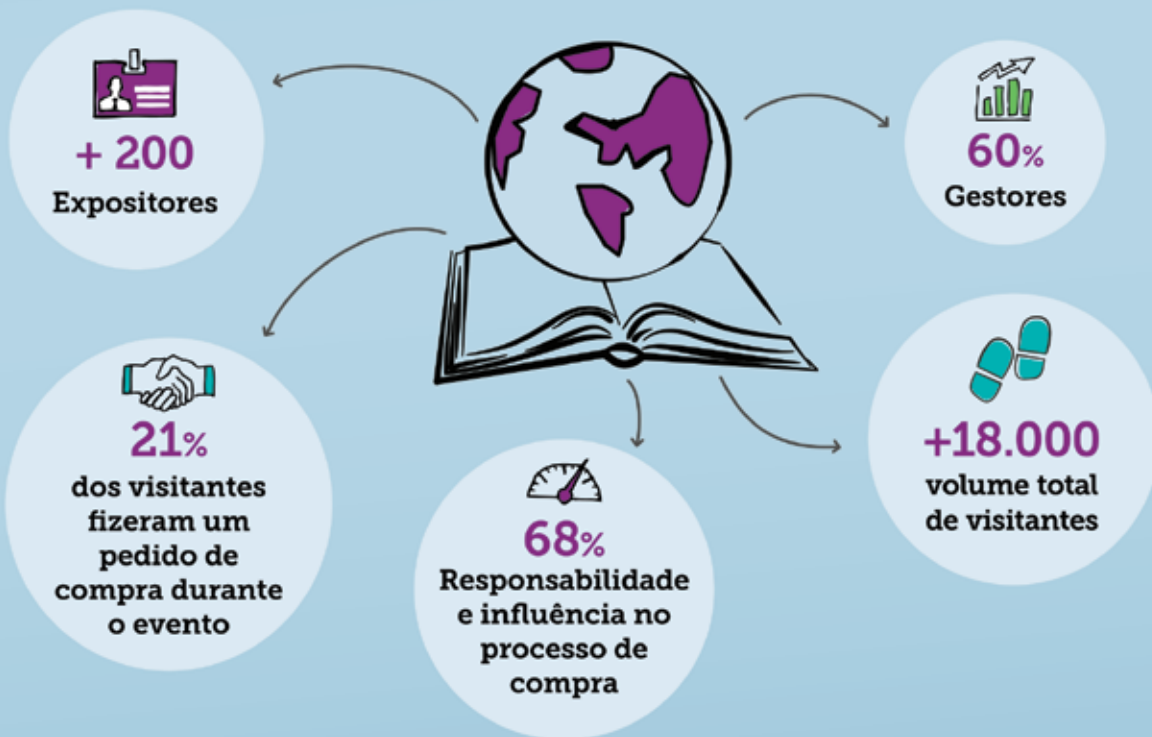 + 200
Expositores
60%
Gestores
21%
dos visitantes
fizeram um
pedido de
compra durante
o evento
68%
Responsabilidade
e influência no
processo de
compra
+18.000
volume total
de visitantes